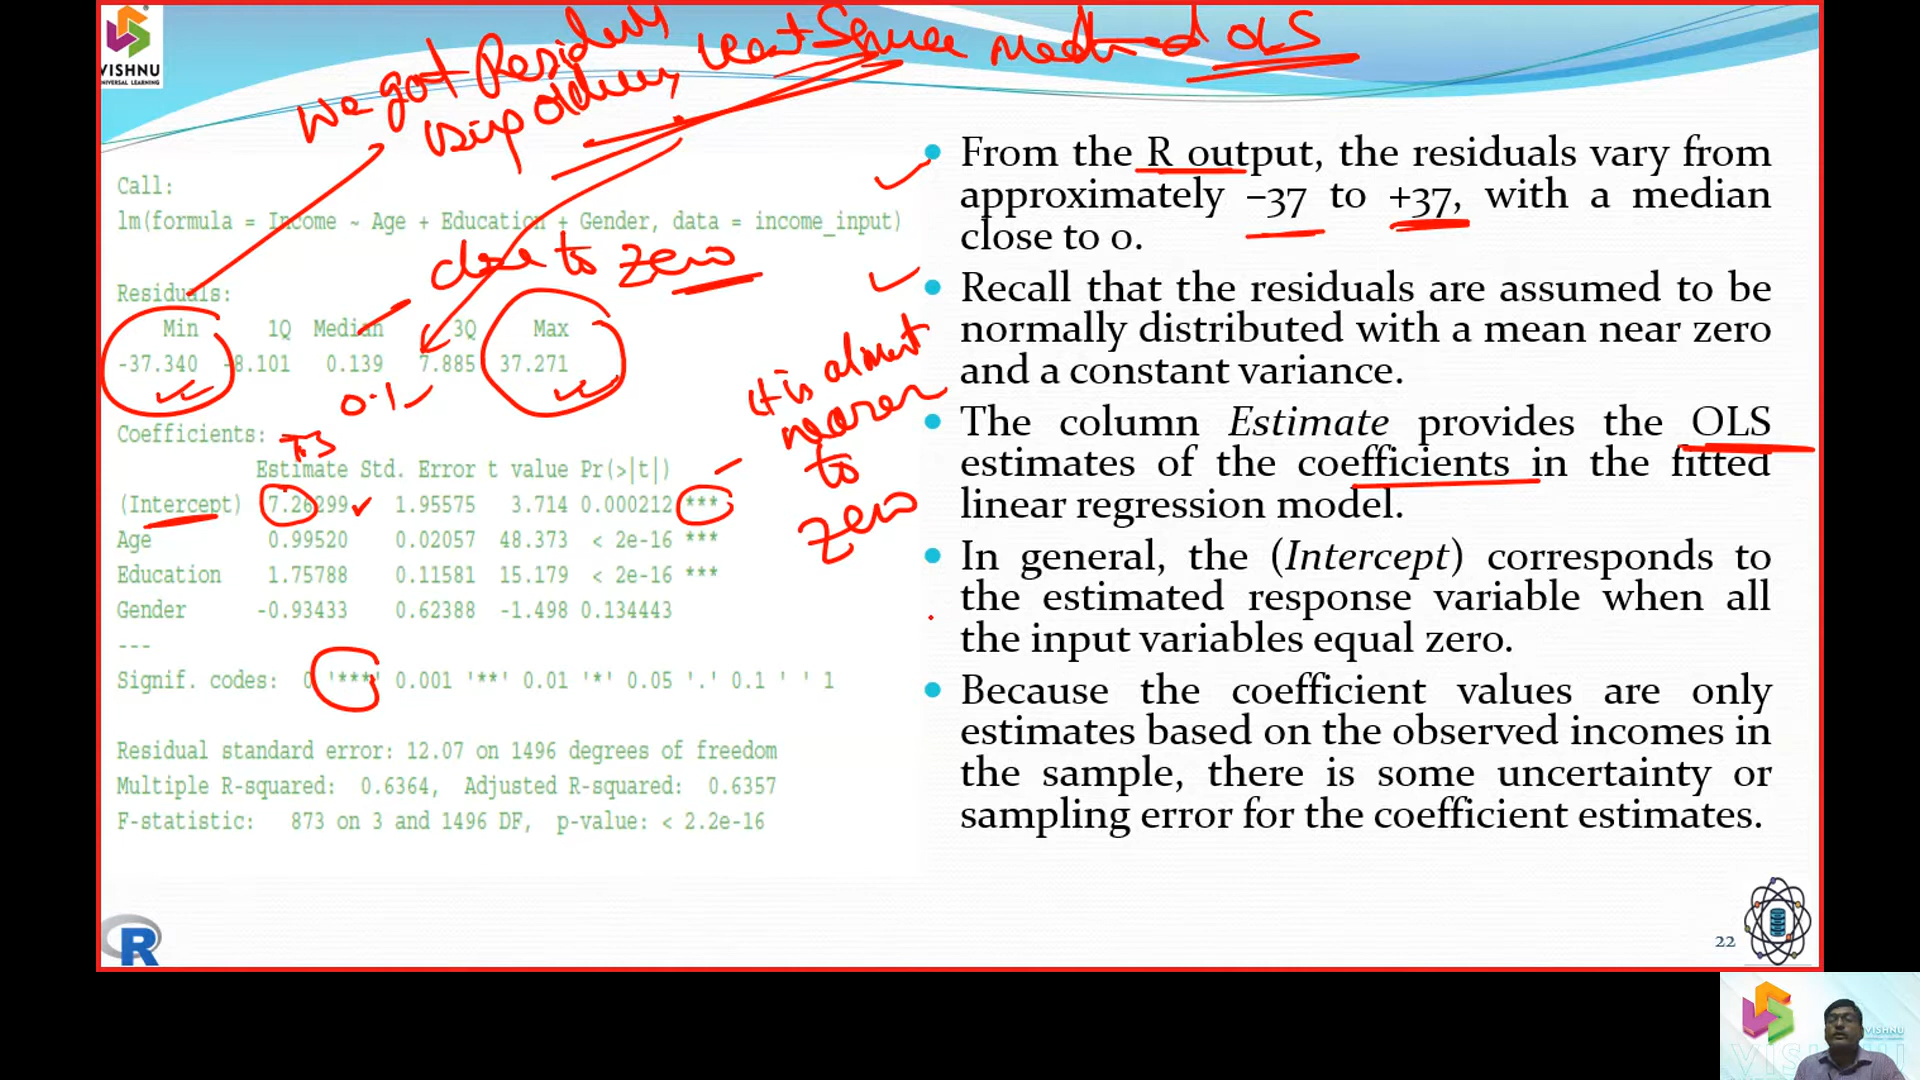 VISHNU
UNIVERSAL LEARNING
We got Residuals
using ordinary least Square method OLS
Call:
lm(formula = Income ~ Age + Education + Gender, data = income_input)
close to zero
Residuals:
Min 1Q Median 3Q Max
-37.340 -8.101 0.139 7.885 37.271
0.1
Coefficients:
Estimate Std. Error t value Pr(>|t|)
(Intercept) 7.26299 1.95575 3.714 0.000212 ***
Age 0.99520 0.02057 48.373 < 2e-16 ***
Education 1.75788 0.11581 15.179 < 2e-16 ***
Gender -0.93433 0.62388 -1.498 0.134443
---
Signif. codes: 0 '***' 0.001 '**' 0.01 '*' 0.05 '.' 0.1 ' ' 1
Residual standard error: 12.07 on 1496 degrees of freedom
Multiple R-squared: 0.6364, Adjusted R-squared: 0.6357
F-statistic: 873 on 3 and 1496 DF, p-value: < 2.2e-16
It is almost
nearer
to
zero
From the R output, the residuals vary from
approximately –37 to +37, with a median
close to 0.
Recall that the residuals are assumed to be
normally distributed with a mean near zero
and a constant variance.
The column Estimate provides the OLS
estimates of the coefficients in the fitted
linear regression model.
In general, the (Intercept) corresponds to
the estimated response variable when all
the input variables equal zero.
Because the coefficient values are only
estimates based on the observed incomes in
the sample, there is some uncertainty or
sampling error for the coefficient estimates.
R
22
VISHNU